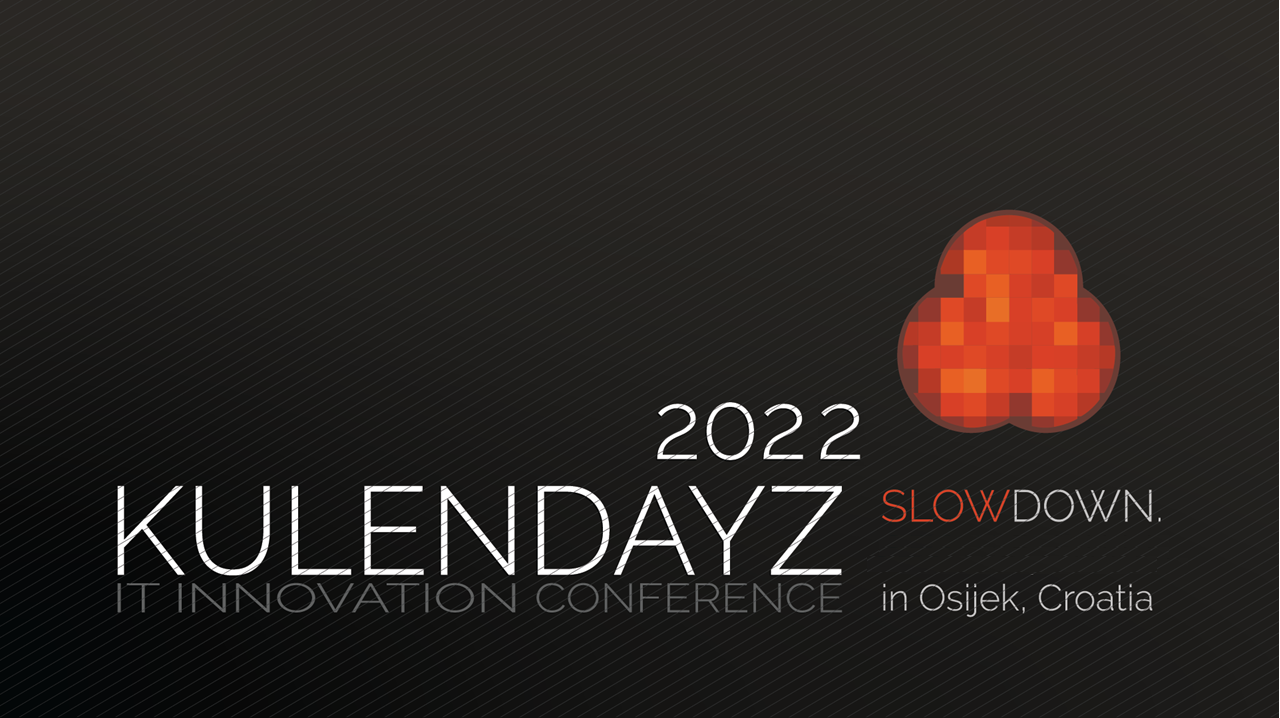 2022
KULENDAYZ
SLOWDOWN.
IT INNOVATION CONFERENCE
in Osijek, Croatia